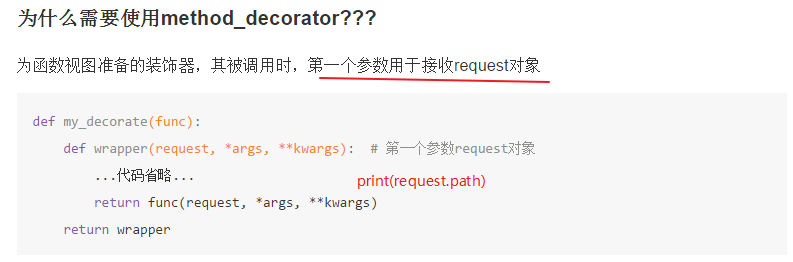 为什么需要使用method_decorator???
为函数视图准备的装饰器，其被调用时，第一个参数用于接收request对象
def my_decorate(func):
    def wrapper(request, *args, **kwargs):  # 第一个参数request对象
        ...代码省略...
print(request.path)
        return func(request, *args, **kwargs)
    return wrapper